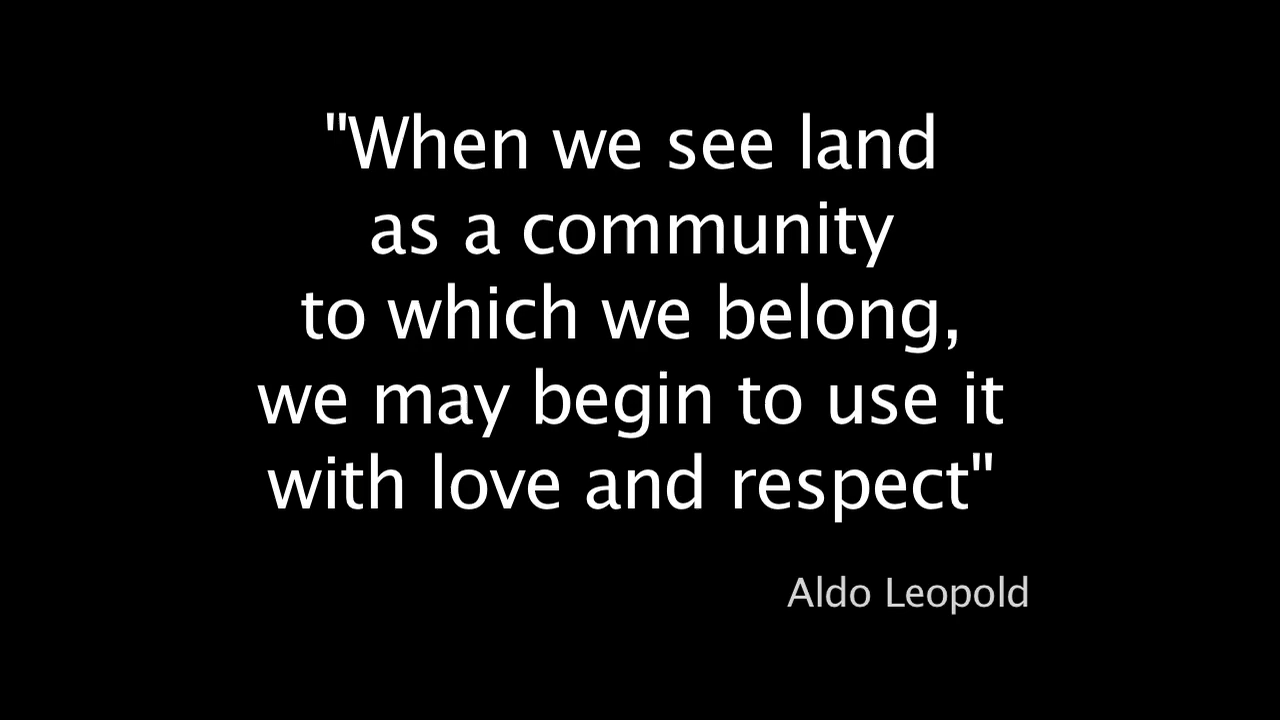 "When we see land
as a community
to which we belong,
we may begin to use it
with love and respect"
Aldo Leopold